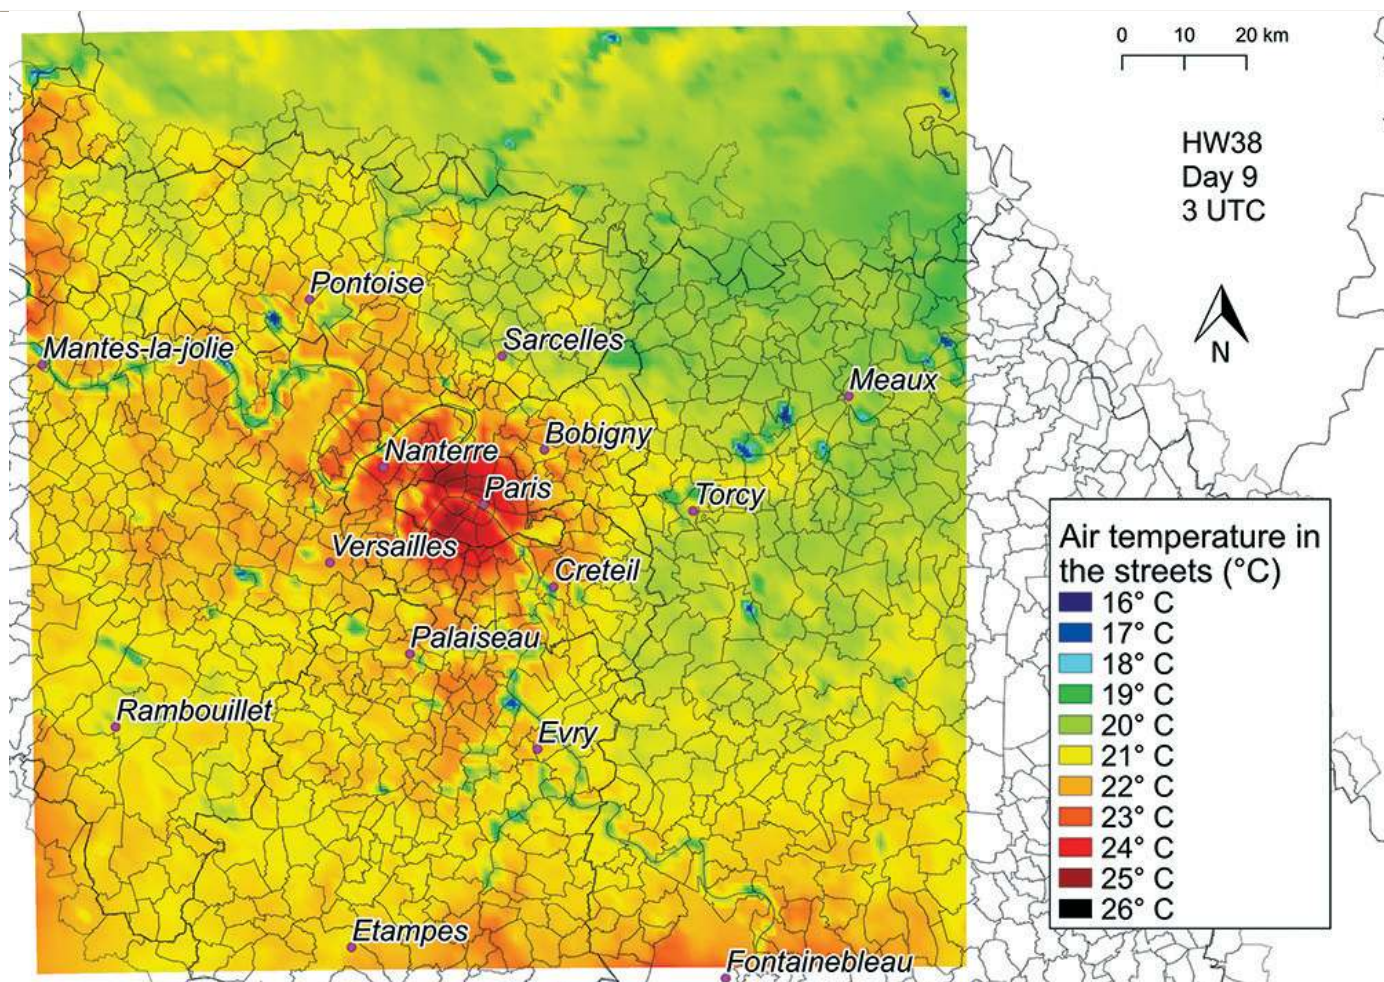 0 10 20 km
HW38
Day 9
3 UTC
N
Pontoise
Mantes-la-jolie
Sarcelles
Meaux
Nanterre
Bobigny
Paris
Torcy
Versailles
Creteil
Palaiseau
Rambouillet
Evry
Etampes
Fontainebleau
Air temperature in
the streets (°C)
16° C
17° C
18° C
19° C
20° C
21° C
22° C
23° C
24° C
25° C
26° C